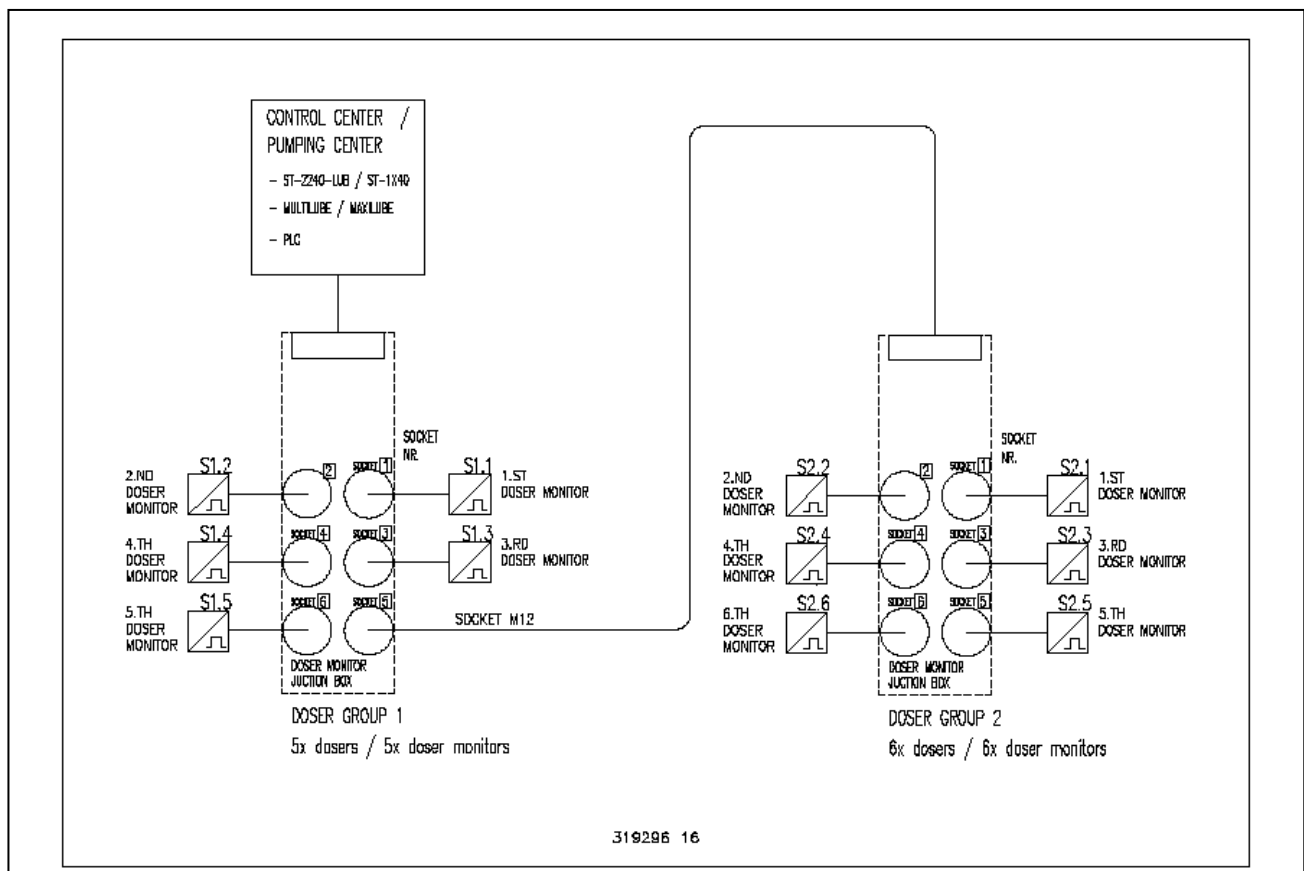 CONTROL CENTER /
PUMPING CENTER
- ST-2240-LUB / ST-1X40
- MULTILUBE / MAXILUBE
- PLC
SOCKET
NR.
2.ND
DOSER
MONITOR
S1.2
2
SOCKET 1
S1.1
1.ST
DOSER MONITOR
4.TH
DOSER
MONITOR
S1.4
SOCKET 4
SOCKET 3
S1.3
3.RD
DOSER MONITOR
5.TH
DOSER
MONITOR
S1.5
SOCKET 6
SOCKET 5
SOCKET M12
DOSER MONITOR
JUCTION BOX
DOSER GROUP 1
5x dosers / 5x doser monitors
SOCKET
NR.
2.ND
DOSER
MONITOR
S2.2
2
SOCKET 1
S2.1
1.ST
DOSER MONITOR
4.TH
DOSER
MONITOR
S2.4
SOCKET 4
SOCKET 3
S2.3
3.RD
DOSER MONITOR
6.TH
DOSER
MONITOR
S2.6
SOCKET 6
SOCKET 5
S2.5
5.TH
DOSER MONITOR
DOSER MONITOR
JUCTION BOX
DOSER GROUP 2
6x dosers / 6x doser monitors
319296 16